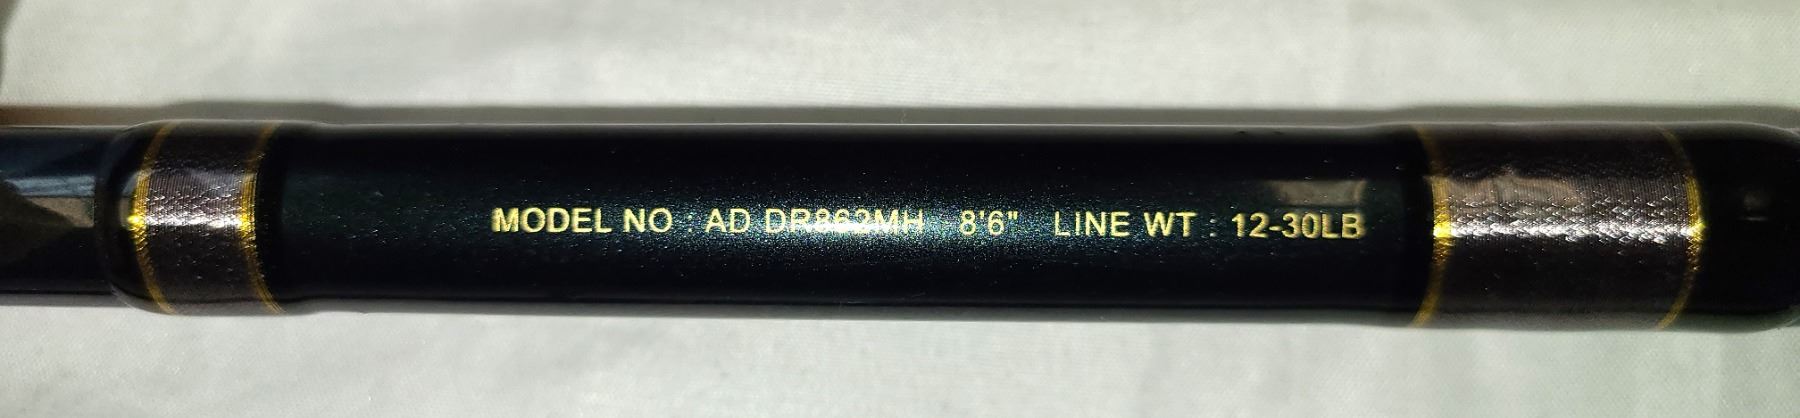 MODEL NO : AD DR862MH 8'6" LINE WT : 12-30LB